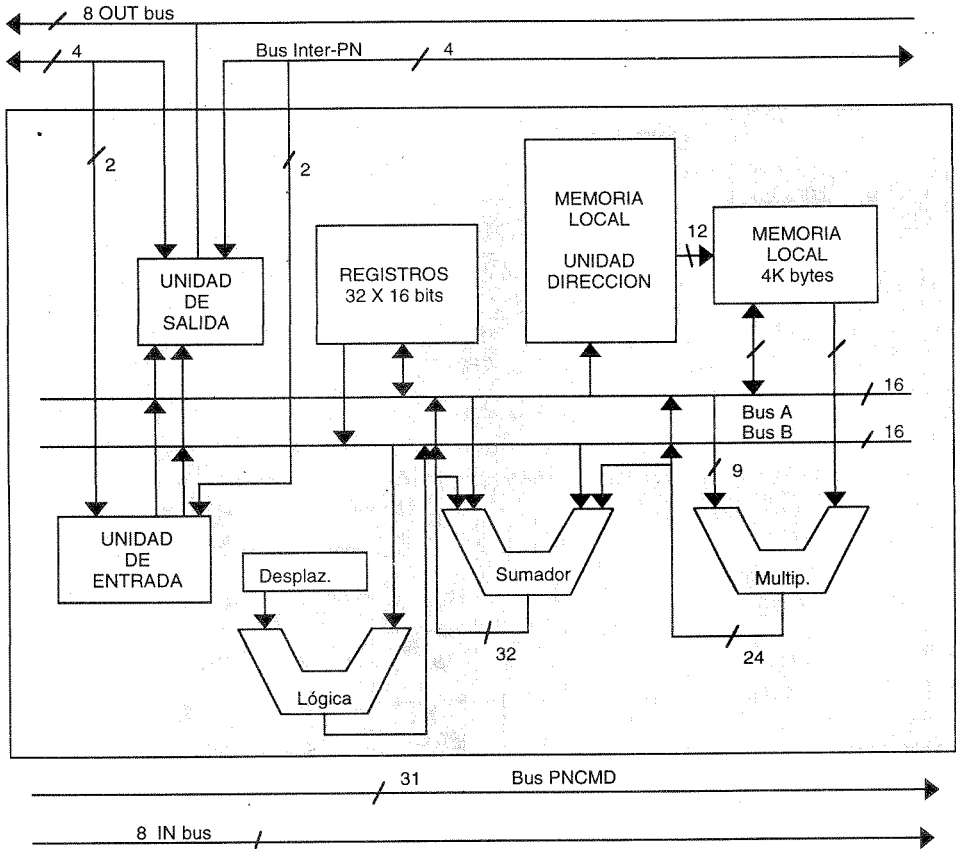 8 OUT bus
4
Bus Inter-PN
4
2
2
UNIDAD
DE
SALIDA
REGISTROS
32 X 16 bits
MEMORIA
LOCAL
UNIDAD
DIRECCION
12
MEMORIA
LOCAL
4K bytes
16
Bus A
Bus B
16
9
UNIDAD
DE
ENTRADA
Desplaz.
Sumador
Multip.
32
24
Lógica
31
Bus PNCMD
8 IN bus